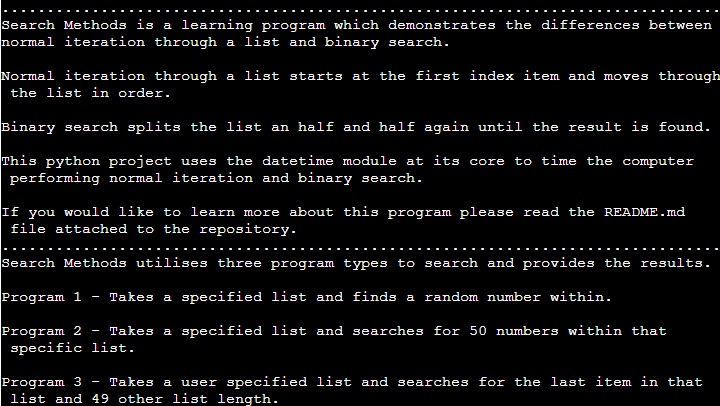 ................................................................................
Search Methods is a learning program which demonstrates the differences between
normal iteration through a list and binary search.
Normal iteration through a list starts at the first index item and moves through
the list in order.
Binary search splits the list an half and half again until the result is found.
This python project uses the datetime module at its core to time the computer
performing normal iteration and binary search.
If you would like to learn more about this program please read the README.md
file attached to the repository.
................................................................................
Search Methods utilises three program types to search and provides the results.
Program 1 - Takes a specified list and finds a random number within.
Program 2 - Takes a specified list and searches for 50 numbers within that
specific list.
Program 3 - Takes a user specified list and searches for the last item in that
list and 49 other list length.